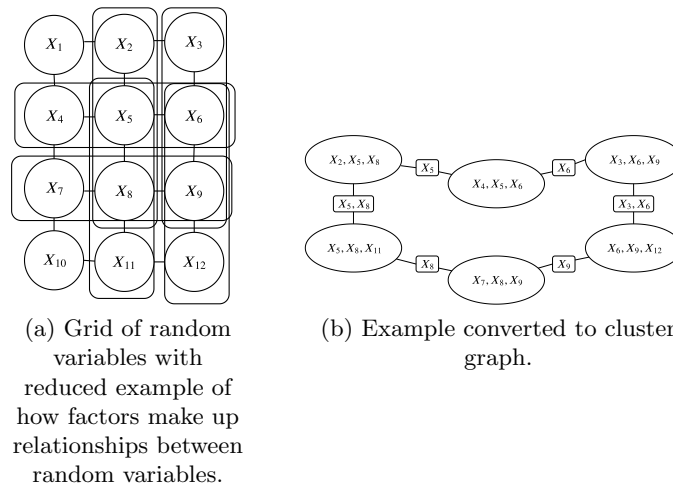 X1 X2 X3
X4 X5 X6
X7 X8 X9
X10 X11 X12
X2, X5, X8
X5
X4, X5, X6
X6
X3, X6, X9
X5, X8
X3, X6
X5, X8, X11
X8
X7, X8, X9
X9
X6, X9, X12
(a) Grid of random
variables with
reduced example of
how factors make up
relationships between
random variables.
(b) Example converted to cluster
graph.